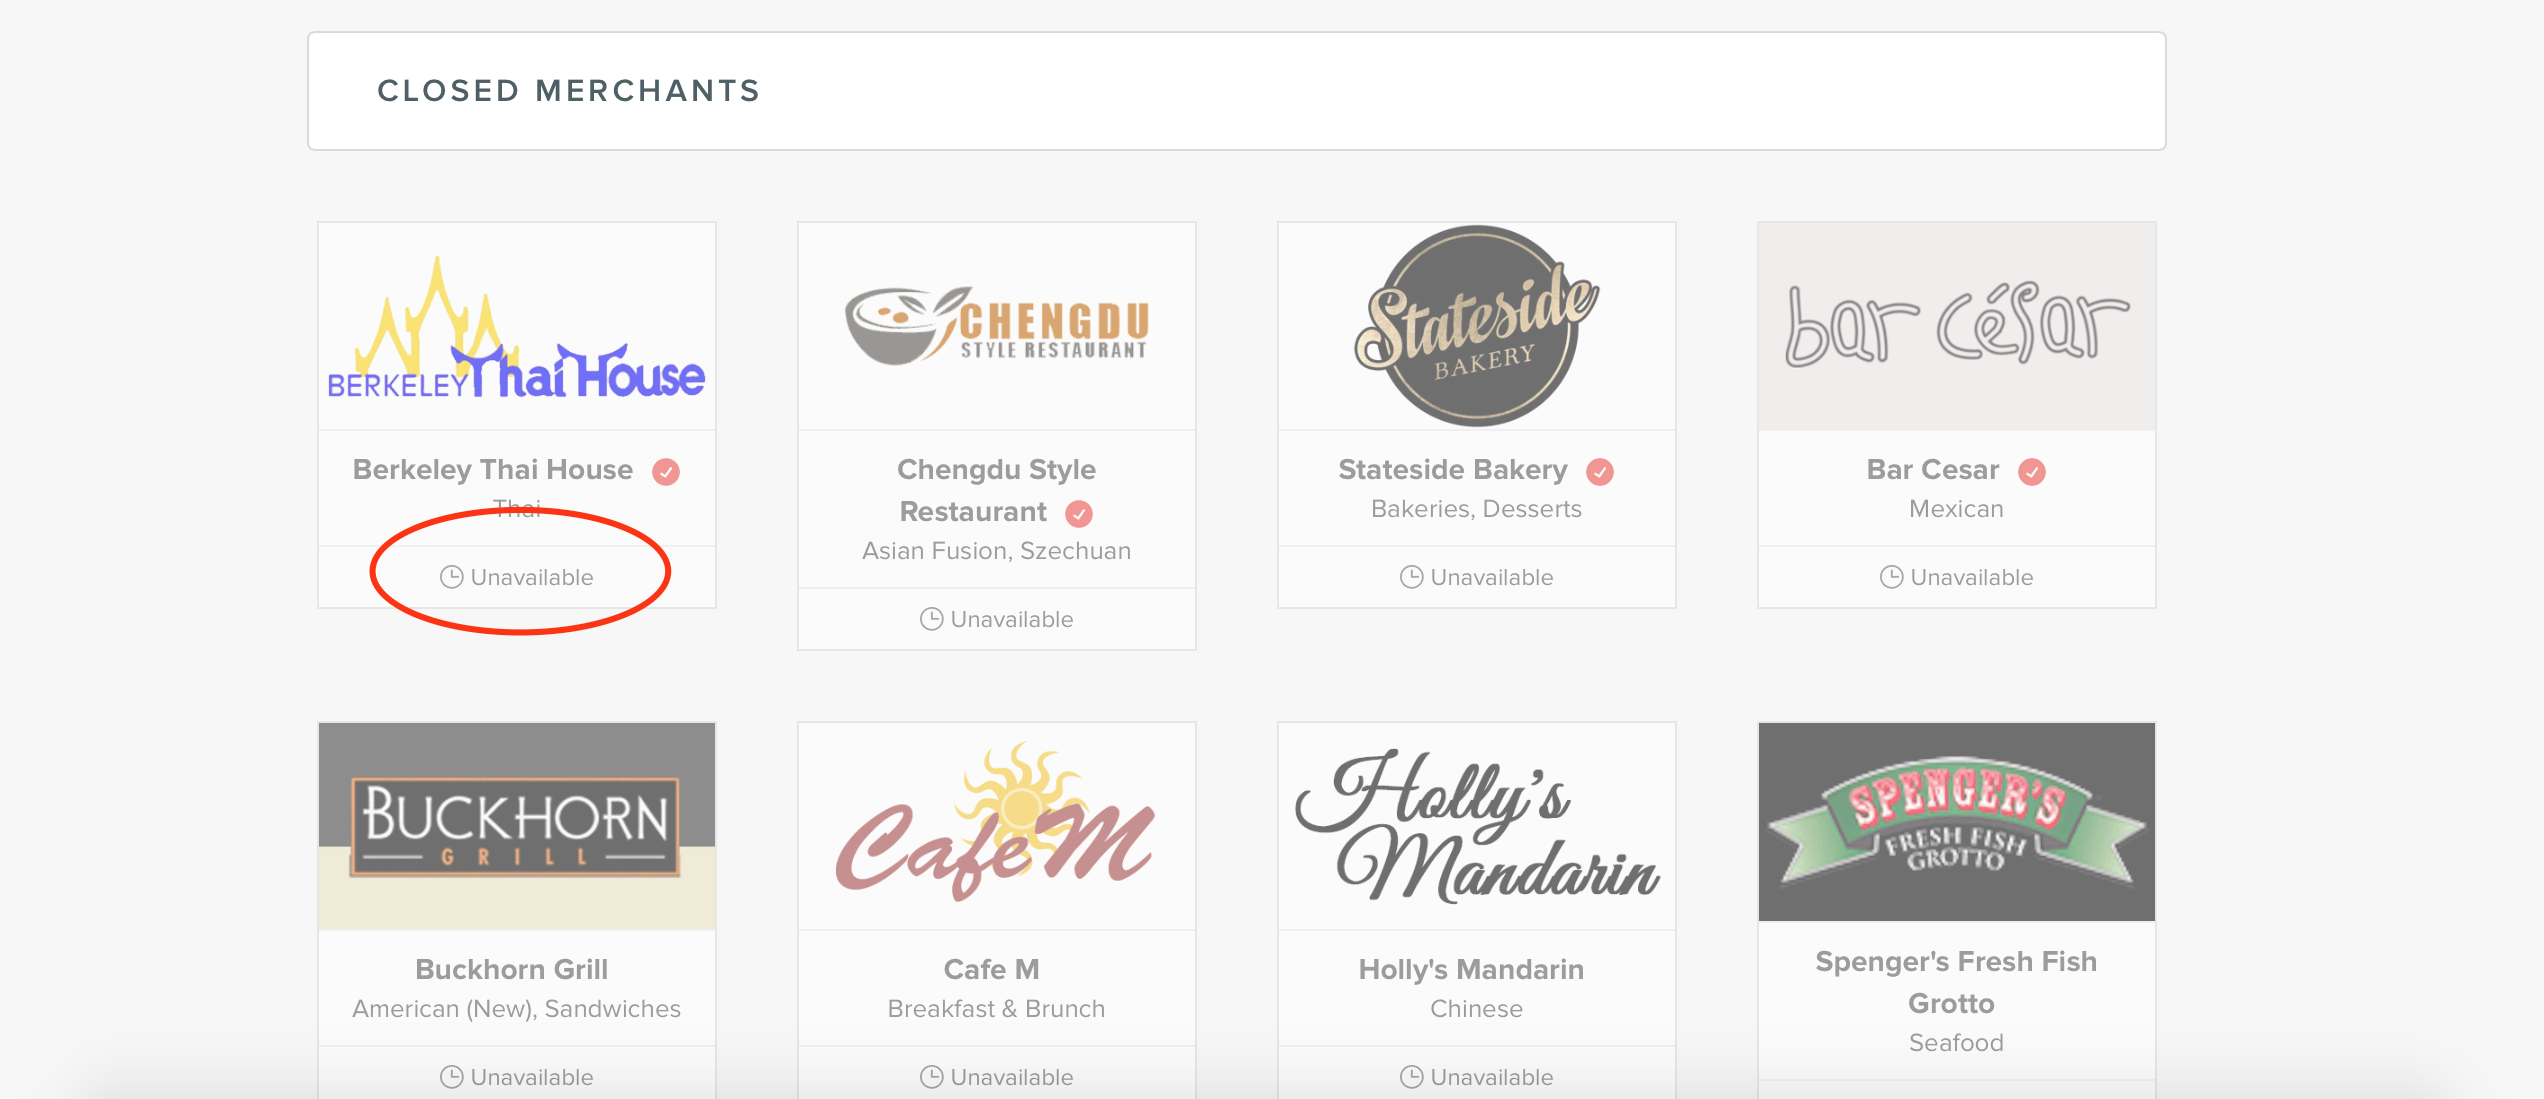 CLOSED MERCHANTS
BERKELEY Thai House
CHENGDU
STYLE RESTAURANT
Stateside
BAKERY
bar césar
Berkeley Thai House
Thai
Unavailable
Chengdu Style
Restaurant
Asian Fusion, Szechuan
Unavailable
Stateside Bakery
Bakeries, Desserts
Unavailable
Bar Cesar
Mexican
Unavailable
BUCKHORN
GRILL
Cafe M
Holly's
Mandarin
SPENGER'S
FRESH FISH
GROTTO
Buckhorn Grill
American (New), Sandwiches
Unavailable
Cafe M
Breakfast & Brunch
Unavailable
Holly's Mandarin
Chinese
Unavailable
Spenger's Fresh Fish
Grotto
Seafood